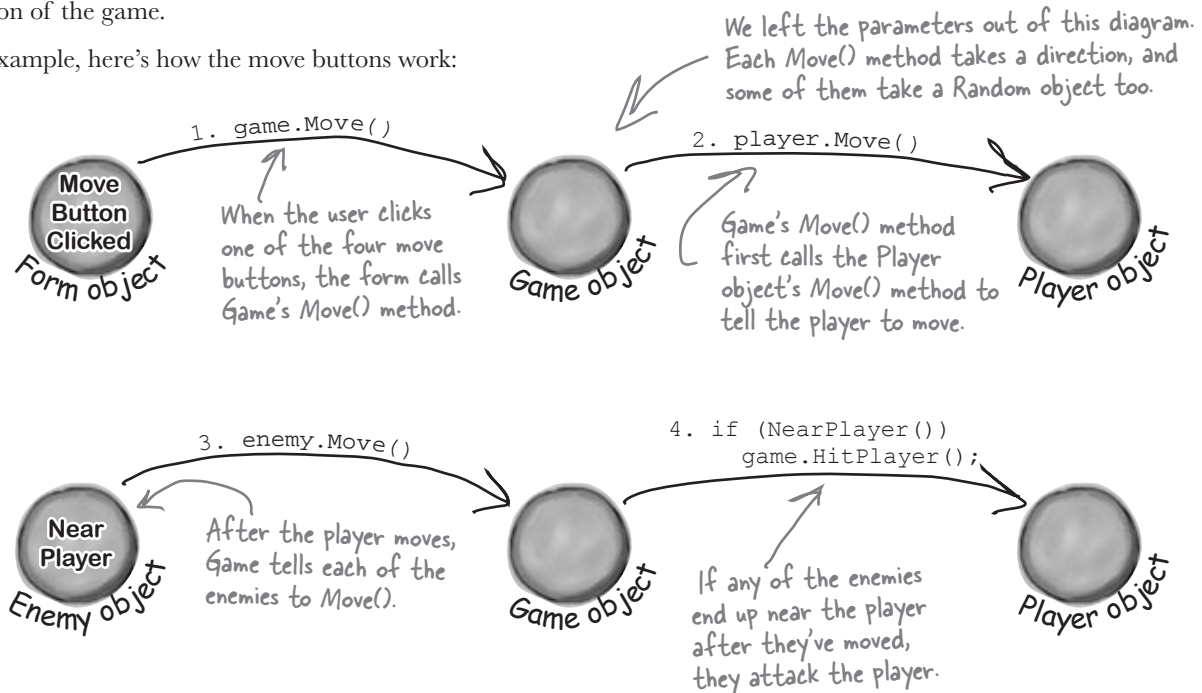 on of the game.
xample, here's how the move buttons work:
We left the parameters out of this diagram.
Each Move() method takes a direction, and
some of them take a Random object too.
1. game.Move()
2. player.Move()
Move
Button
Clicked
Form object
When the user clicks
one of the four move
buttons, the form calls
Game's Move() method.
Game object
Game's Move() method
first calls the Player
object's Move() method to
tell the player to move.
Player object
3. enemy.Move()
4. if (NearPlayer())
game.HitPlayer();
Near
Player
Enemy object
After the player moves,
Game tells each of the
enemies to Move().
Game object
If any of the enemies
end up near the player
after they've moved,
they attack the player.
Player object